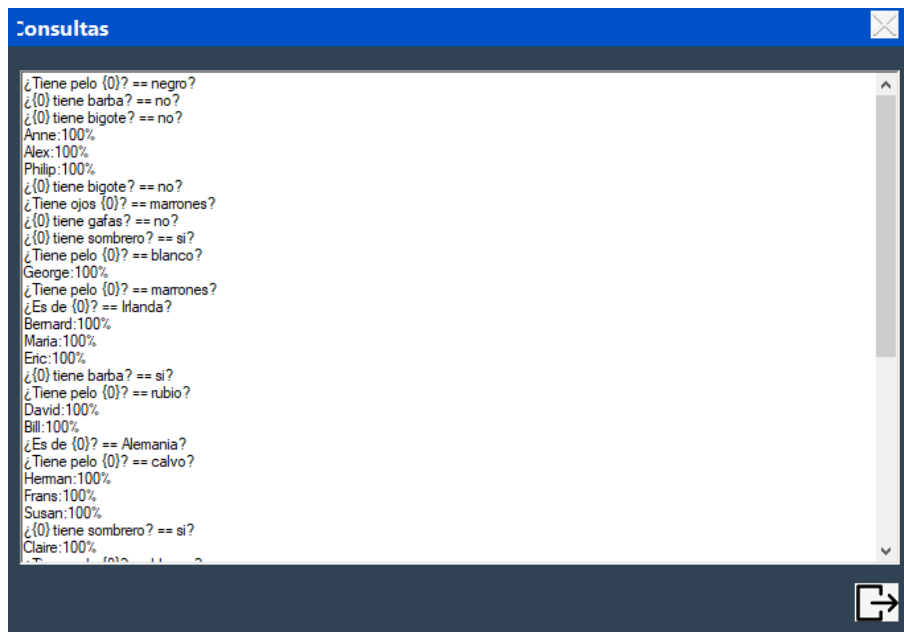 Consultas
¿Tiene pelo {0}? == negro?
¿{0} tiene barba? == no?
¿{0} tiene bigote? == no?
Anne:100%
Alex:100%
Philip:100%
¿{0} tiene bigote? == no?
¿Tiene ojos {0}? == marrones?
¿{0} tiene gafas? == no?
¿{0} tiene sombrero? == si?
¿Tiene pelo {0}? == blanco?
George:100%
¿Tiene pelo {0}? == marrones?
¿Es de {0}? == Irlanda?
Bernard:100%
Maria:100%
Eric:100%
¿{0} tiene barba? == si?
¿Tiene pelo {0}? == rubio?
David:100%
Bill:100%
¿Es de {0}? == Alemania?
¿Tiene pelo {0}? == calvo?
Herman:100%
Frans:100%
Susan:100%
¿{0} tiene sombrero? == si?
Claire:100%